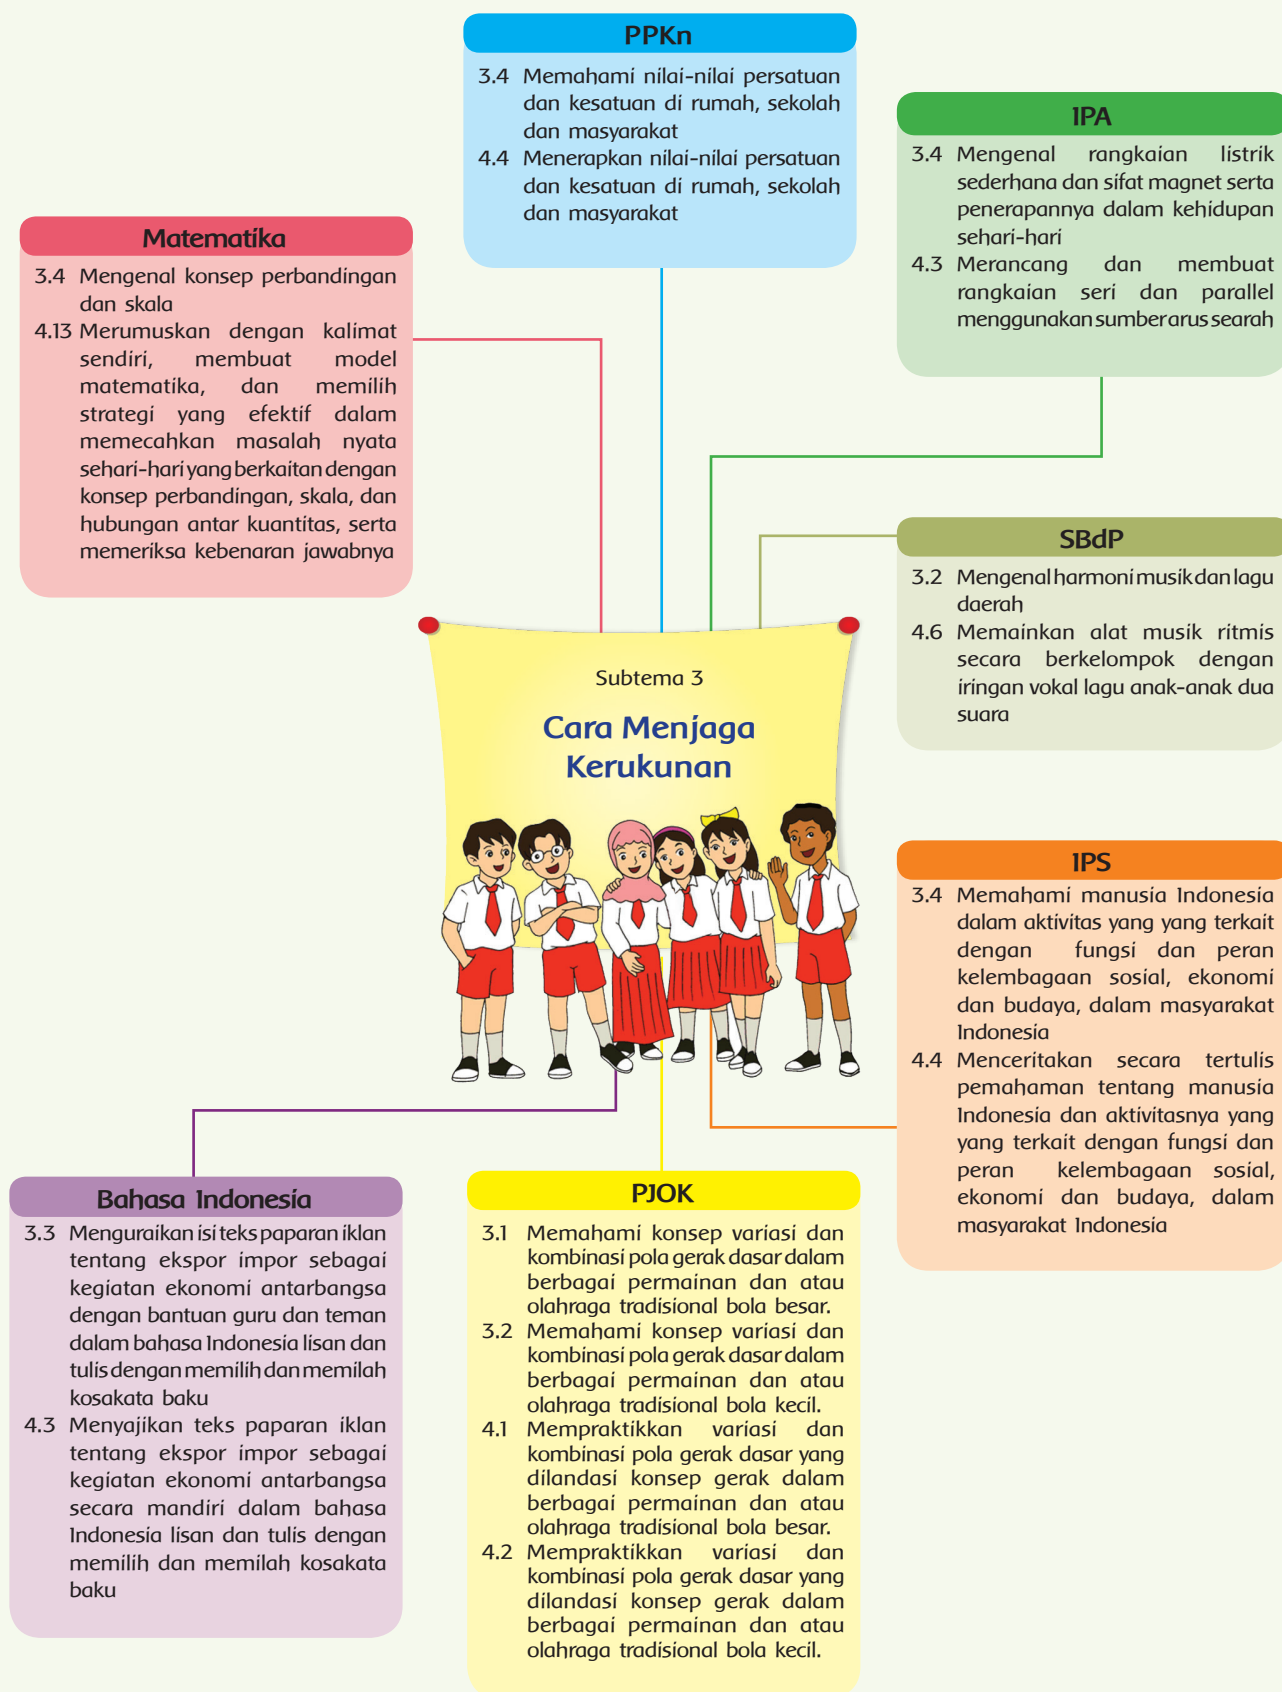 PPKn
3.4 Memahami nilai-nilai persatuan
dan kesatuan di rumah, sekolah
dan masyarakat
4.4 Menerapkan nilai-nilai persatuan
dan kesatuan di rumah, sekolah
dan masyarakat
IPA
3.4 Mengenal rangkaian listrik
sederhana dan sifat magnet serta
penerapannya dalam kehidupan
sehari-hari
4.3 Merancang dan membuat
rangkaian seri dan parallel
menggunakan sumber arus searah
Matematika
3.4 Mengenal konsep perbandingan
dan skala
4.13 Merumuskan dengan kalimat
sendiri, membuat model
matematika, dan memilih
strategi yang efektif dalam
memecahkan masalah nyata
sehari-hari yang berkaitan dengan
konsep perbandingan, skala, dan
hubungan antar kuantitas, serta
memeriksa kebenaran jawabnya
SBdP
3.2 Mengenal harmoni musik dan lagu
daerah
4.6 Memainkan alat musik ritmis
secara berkelompok dengan
iringan vokal lagu anak-anak dua
suara
Subtema 3
Cara Menjaga
Kerukunan
IPS
3.4 Memahami manusia Indonesia
dalam aktivitas yang yang terkait
dengan fungsi dan peran
kelembagaan sosial, ekonomi
dan budaya, dalam masyarakat
Indonesia
4.4 Menceritakan secara tertulis
pemahaman tentang manusia
Indonesia dan aktivitasnya yang
yang terkait dengan fungsi dan
peran kelembagaan sosial,
ekonomi dan budaya, dalam
masyarakat Indonesia
Bahasa Indonesia
3.3 Menguraikan isi teks paparan iklan
tentang ekspor impor sebagai
kegiatan ekonomi antarbangsa
dengan bantuan guru dan teman
dalam bahasa Indonesia lisan dan
tulis dengan memilih dan memilah
kosakata baku
4.3 Menyajikan teks paparan iklan
tentang ekspor impor sebagai
kegiatan ekonomi antarbangsa
secara mandiri dalam bahasa
Indonesia lisan dan tulis dengan
memilih dan memilah kosakata
baku
PJOK
3.1 Memahami konsep variasi dan
kombinasi pola gerak dasar dalam
berbagai permainan dan atau
olahraga tradisional bola besar.
3.2 Memahami konsep variasi dan
kombinasi pola gerak dasar dalam
berbagai permainan dan atau
olahraga tradisional bola kecil.
4.1 Mempraktikkan variasi dan
kombinasi pola gerak dasar yang
dilandasi konsep gerak dalam
berbagai permainan dan atau
olahraga tradisional bola besar.
4.2 Mempraktikkan variasi dan
kombinasi pola gerak dasar yang
dilandasi konsep gerak dalam
berbagai permainan dan atau
olahraga tradisional bola kecil.